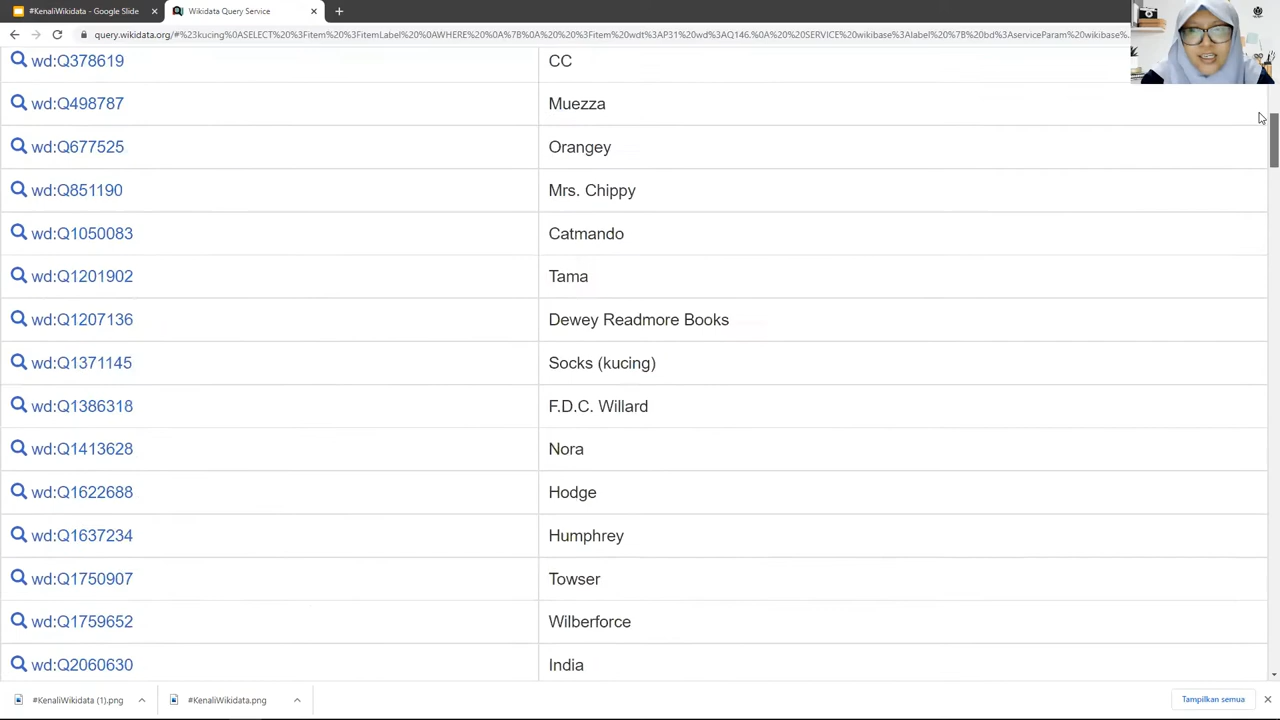 #KenaliWikidata - Google Slide
Wikidata Query Service
query.wikidata.org/#%23kucing%0ASELECT%20%3Fitem%20%3FitemLabel%20%0AWHERE%20%0A%7B%0A%20%20%3Fitem%20wdt%3AP31%20wd%3AQ146.%0A%20%20SERVICE%20wikibase%3Alabel%20%7B%20bd%3AserviceParam%20wikibase%
wd:Q378619 CC
wd:Q498787 Muezza
wd:Q677525 Orangey
wd:Q851190 Mrs. Chippy
wd:Q1050083 Catmando
wd:Q1201902 Tama
wd:Q1207136 Dewey Readmore Books
wd:Q1371145 Socks (kucing)
wd:Q1386318 F.D.C. Willard
wd:Q1413628 Nora
wd:Q1622688 Hodge
wd:Q1637234 Humphrey
wd:Q1750907 Towser
wd:Q1759652 Wilberforce
wd:Q2060630 India
#KenaliWikidata (1).png
#KenaliWikidata.png
Tampilkan semua